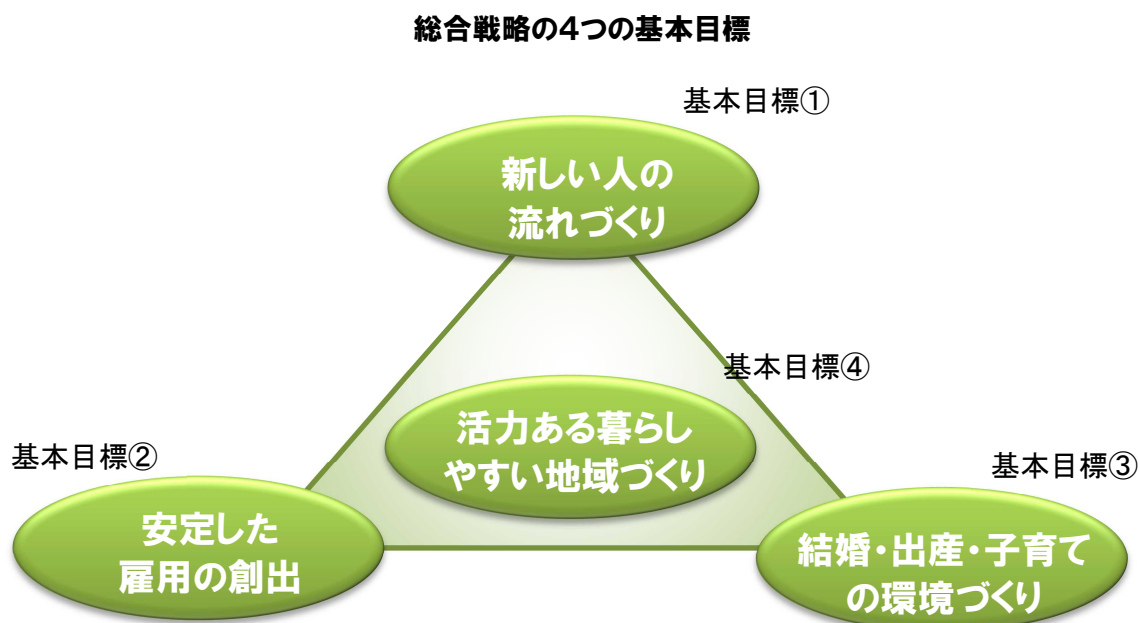 総合戦略の4つの基本目標
基本目標①
新しい人の
流れづくり
基本目標④
活力ある暮らし
やすい地域づくり
基本目標②
安定した
雇用の創出
基本目標③
結婚・出産・子育て
の環境づくり